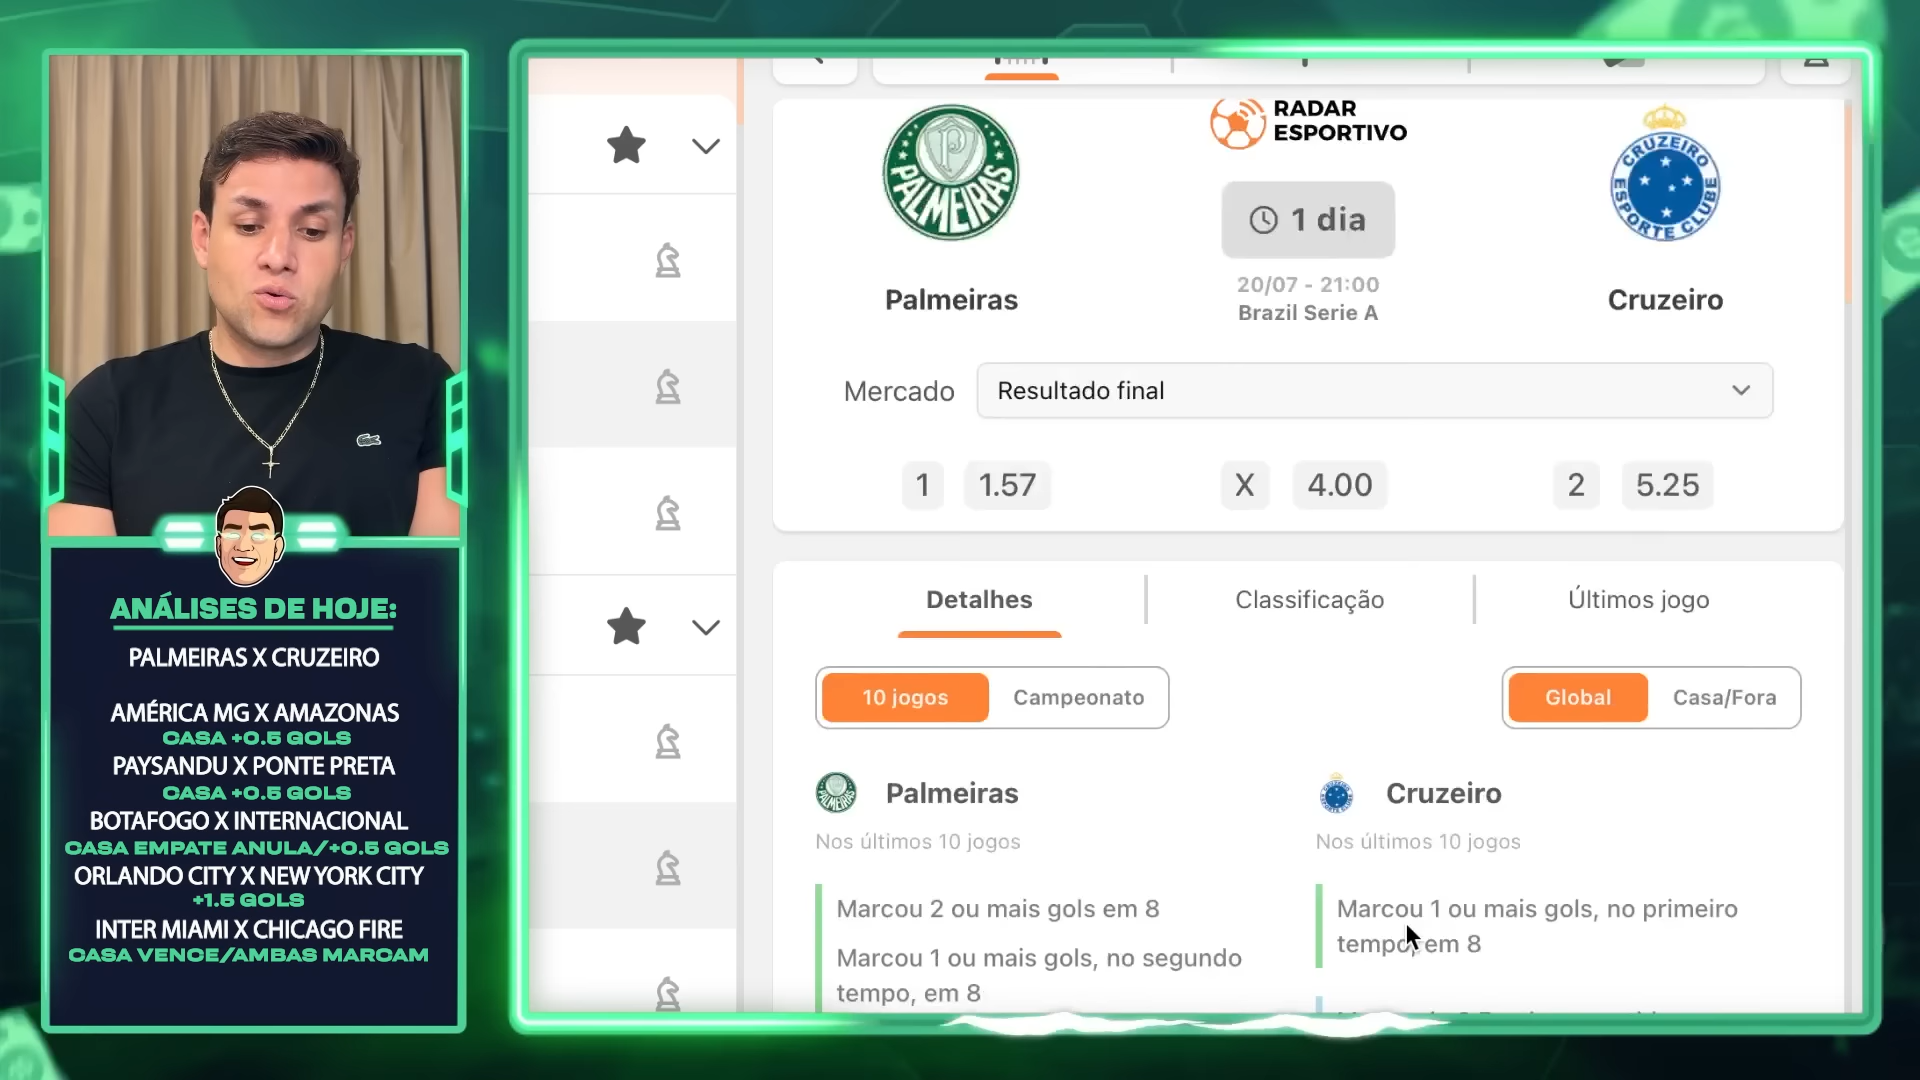 ANÁLISES DE HOJE:
PALMEIRAS X CRUZEIRO
AMÉRICA MG X AMAZONAS
CASA +0.5 GOLS
PAYSANDU X PONTE PRETA
CASA +0.5 GOLS
BOTAFOGO X INTERNACIONAL
CASA EMPATE ANULA/+0.5 GOLS
ORLANDO CITY X NEW YORK CITY
+1.5 GOLS
INTER MIAMI X CHICAGO FIRE
CASA VENCE/AMBAS MARCAM
P
PALMEIRAS
RADAR
ESPORTIVO
CRUZEIRO
ESPORTE CLUBE
1 dia
20/07 - 21:00
Brazil Serie A
Palmeiras
Cruzeiro
Mercado
Resultado final
1 1.57 X 4.00 2 5.25
Detalhes Classificação Últimos jogo
10 jogos Campeonato Global Casa/Fora
Palmeiras
Nos últimos 10 jogos
Marcou 2 ou mais gols em 8
Marcou 1 ou mais gols, no segundo
tempo, em 8
Cruzeiro
Nos últimos 10 jogos
Marcou 1 ou mais gols, no primeiro
tempo, em 8